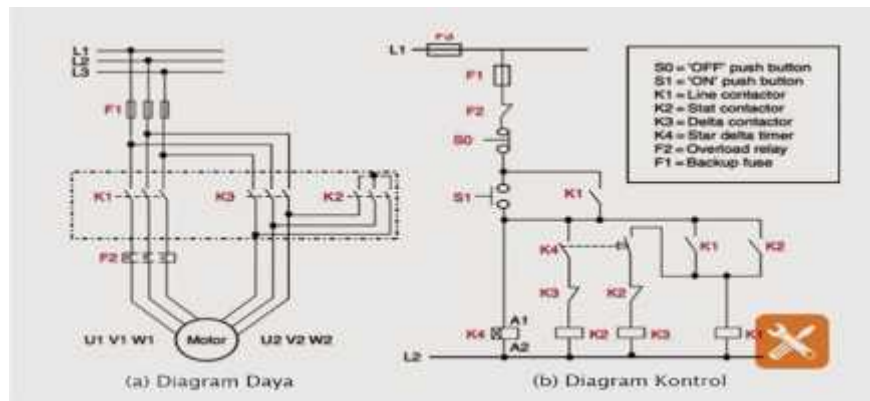 L1
L2
L3
F1
K1
K3
K2
F2
U1 V1 W1
Motor
U2 V2 W2
(a) Diagram Daya
L1
F1
F2
S0
S1
K1
K4
K1
K2
K3
K2
A1
K4
K2
K3
A2
L2
(b) Diagram Kontrol
S0 = 'OFF' push button
S1 = 'ON' push button
K1 = Line contactor
K2 = Stat contactor
K3 = Delta contactor
K4 = Star delta timer
F2 = Overload relay
F1 = Backup fuse